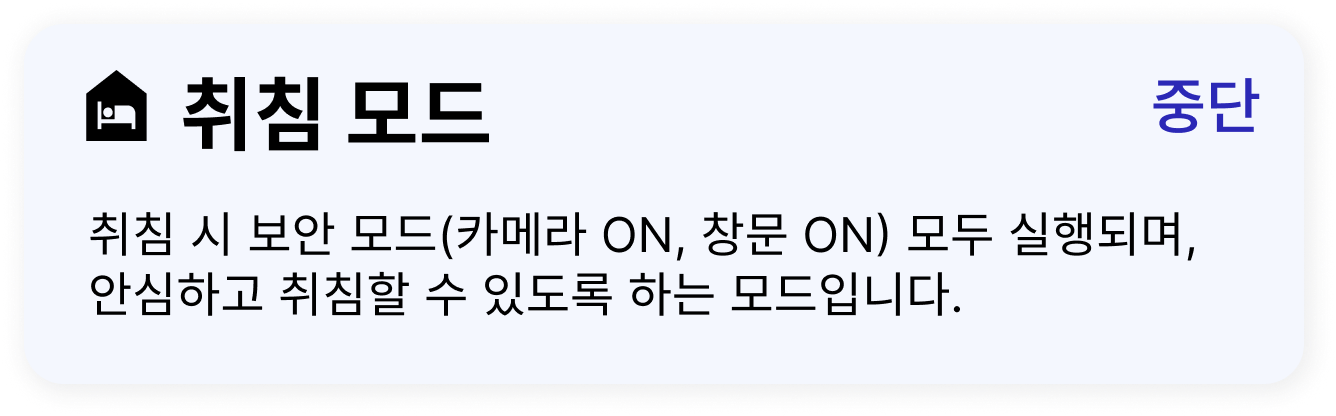 취침 모드
중단
취침 시 보안 모드(카메라 ON, 창문 ON) 모두 실행되며,
안심하고 취침할 수 있도록 하는 모드입니다.